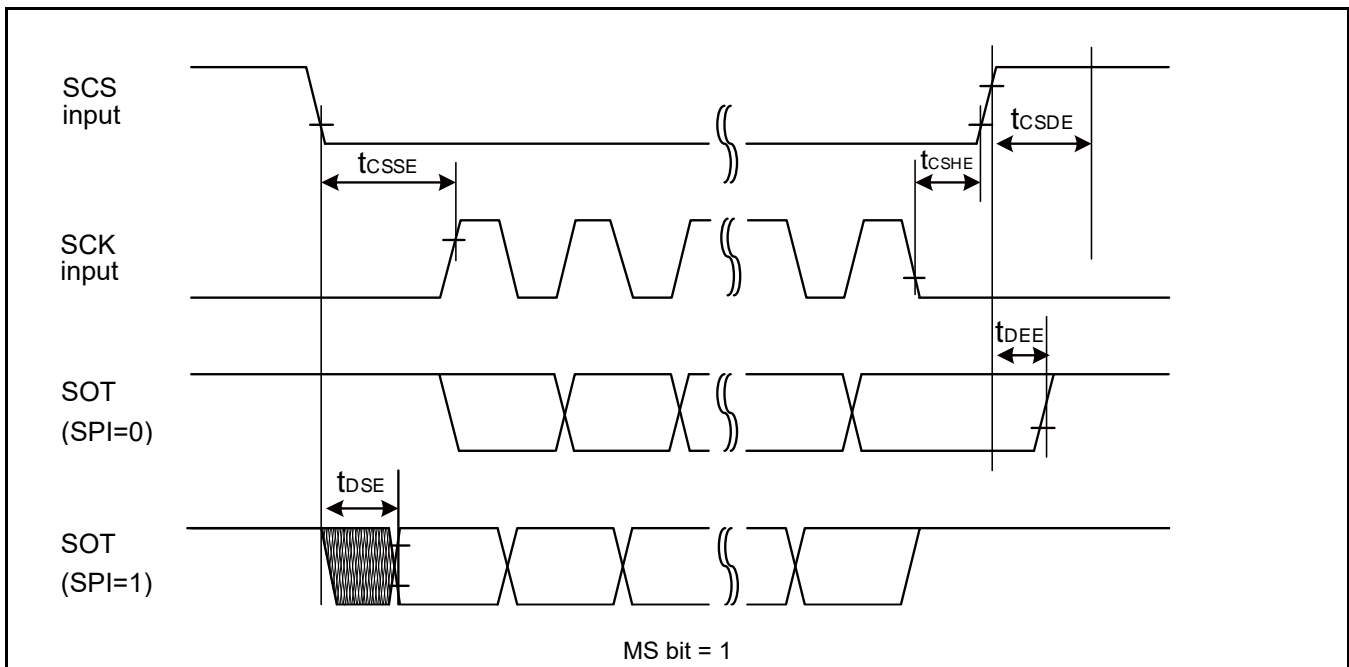 SCS
input
tCSDE
tCSSE
tCSHE
SCK
input
tDEE
SOT
(SPI=0)
tDSE
SOT
(SPI=1)
MS bit = 1